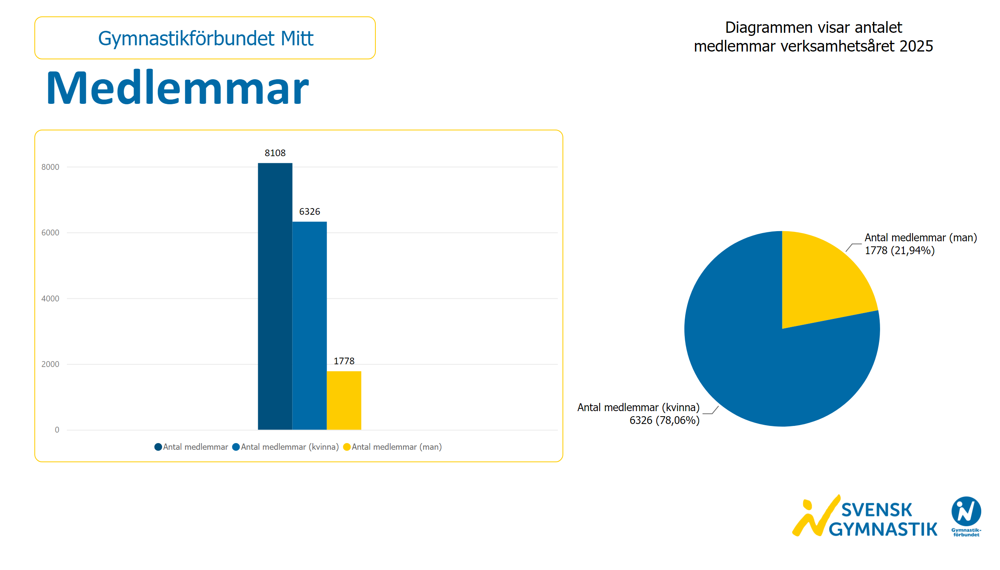 Gymnastikförbundet Mitt
Diagrammen visar antalet
medlemmar verksamhetsåret 2025
Medlemmar
8108
8000
6326
6000
4000
1778
2000
0
Antal medlemmar Antal medlemmar (kvinna) Antal medlemmar (man)
Antal medlemmar (man)
1778 (21,94%)
Antal medlemmar (kvinna)
6326 (78,06%)
SVENSK
GYMNASTIK
Gymnastik-
förbundet